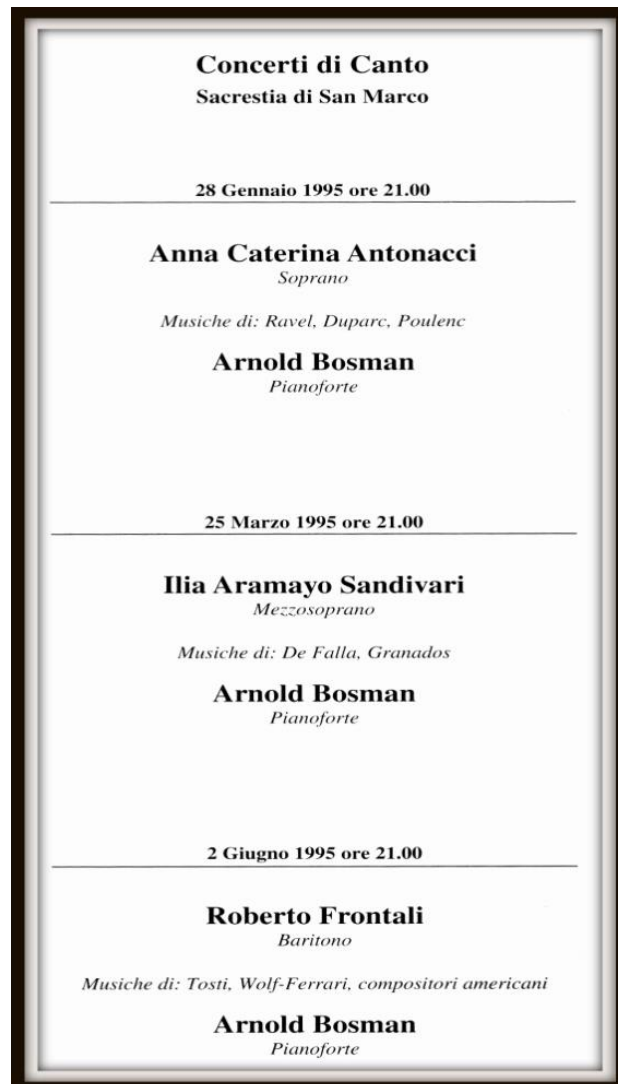 Concerti di Canto
Sacrestia di San Marco
28 Gennaio 1995 ore 21.00
Anna Caterina Antonacci
Soprano
Musiche di: Ravel, Duparc, Poulenc
Arnold Bosman
Pianoforte
25 Marzo 1995 ore 21.00
Ilia Aramayo Sandivari
Mezzosoprano
Musiche di: De Falla, Granados
Arnold Bosman
Pianoforte
2 Giugno 1995 ore 21.00
Roberto Frontali
Baritono
Musiche di: Tosti, Wolf-Ferrari, compositori americani
Arnold Bosman
Pianoforte